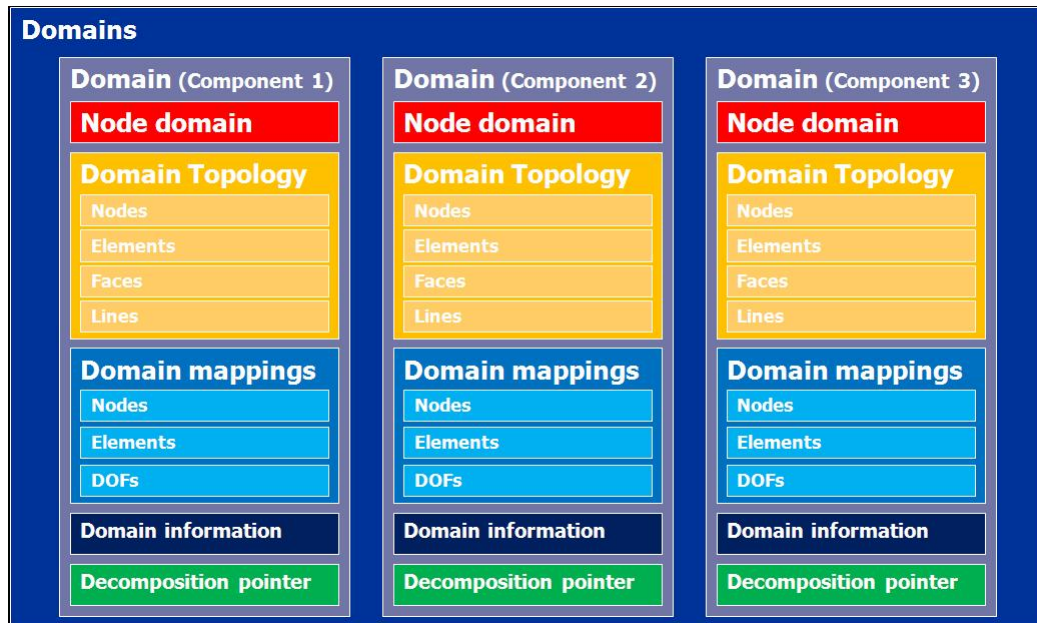 Domains
Domain (Component 1)
Node domain
Domain Topology
Nodes
Elements
Faces
Lines
Domain mappings
Nodes
Elements
DOFs
Domain information
Decomposition pointer
Domain (Component 2)
Node domain
Domain Topology
Nodes
Elements
Faces
Lines
Domain mappings
Nodes
Elements
DOFs
Domain information
Decomposition pointer
Domain (Component 3)
Node domain
Domain Topology
Nodes
Elements
Faces
Lines
Domain mappings
Nodes
Elements
DOFs
Domain information
Decomposition pointer